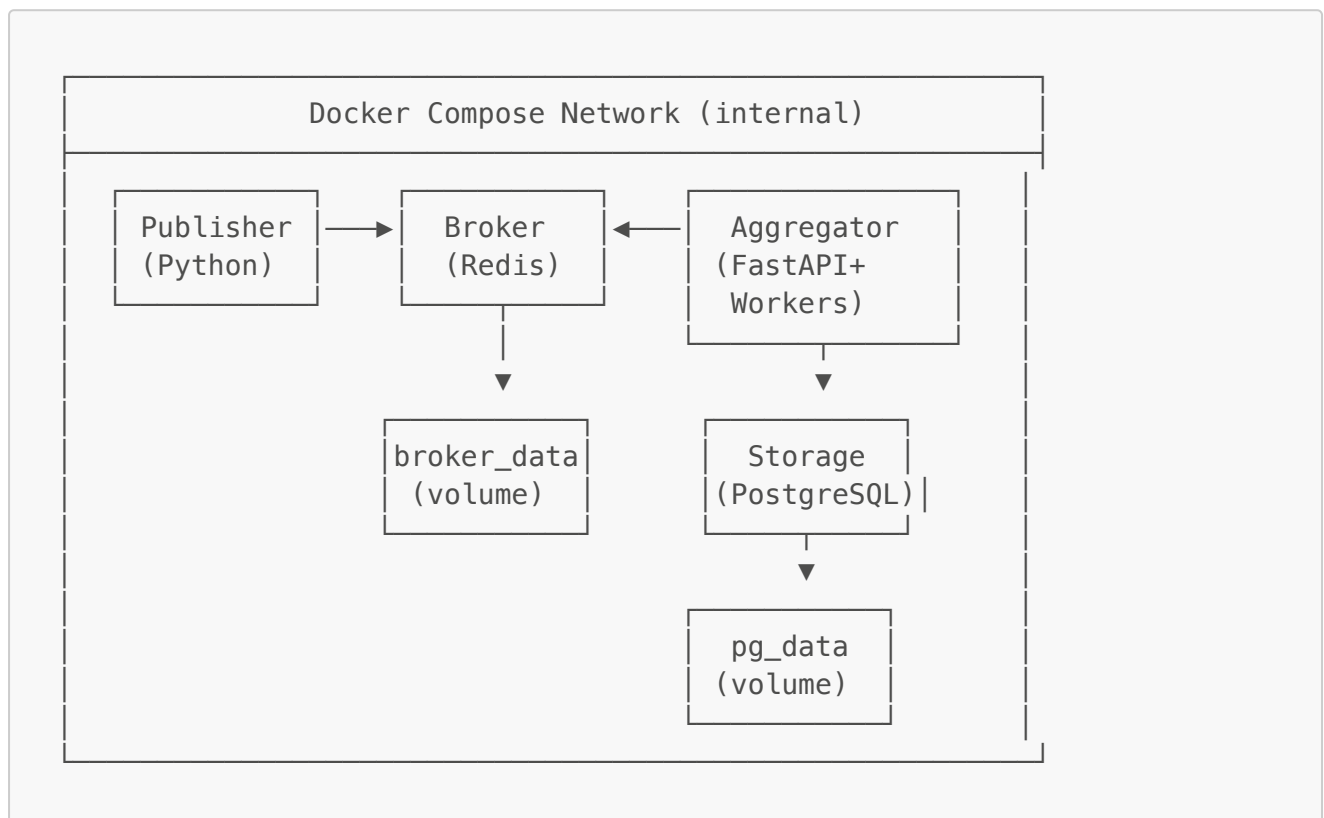 Docker Compose Network (internal)
Publisher Broker Aggregator
(Python) (Redis) (FastAPI+
Workers)
broker_data Storage
(volume) (PostgreSQL)
pg_data
(volume)